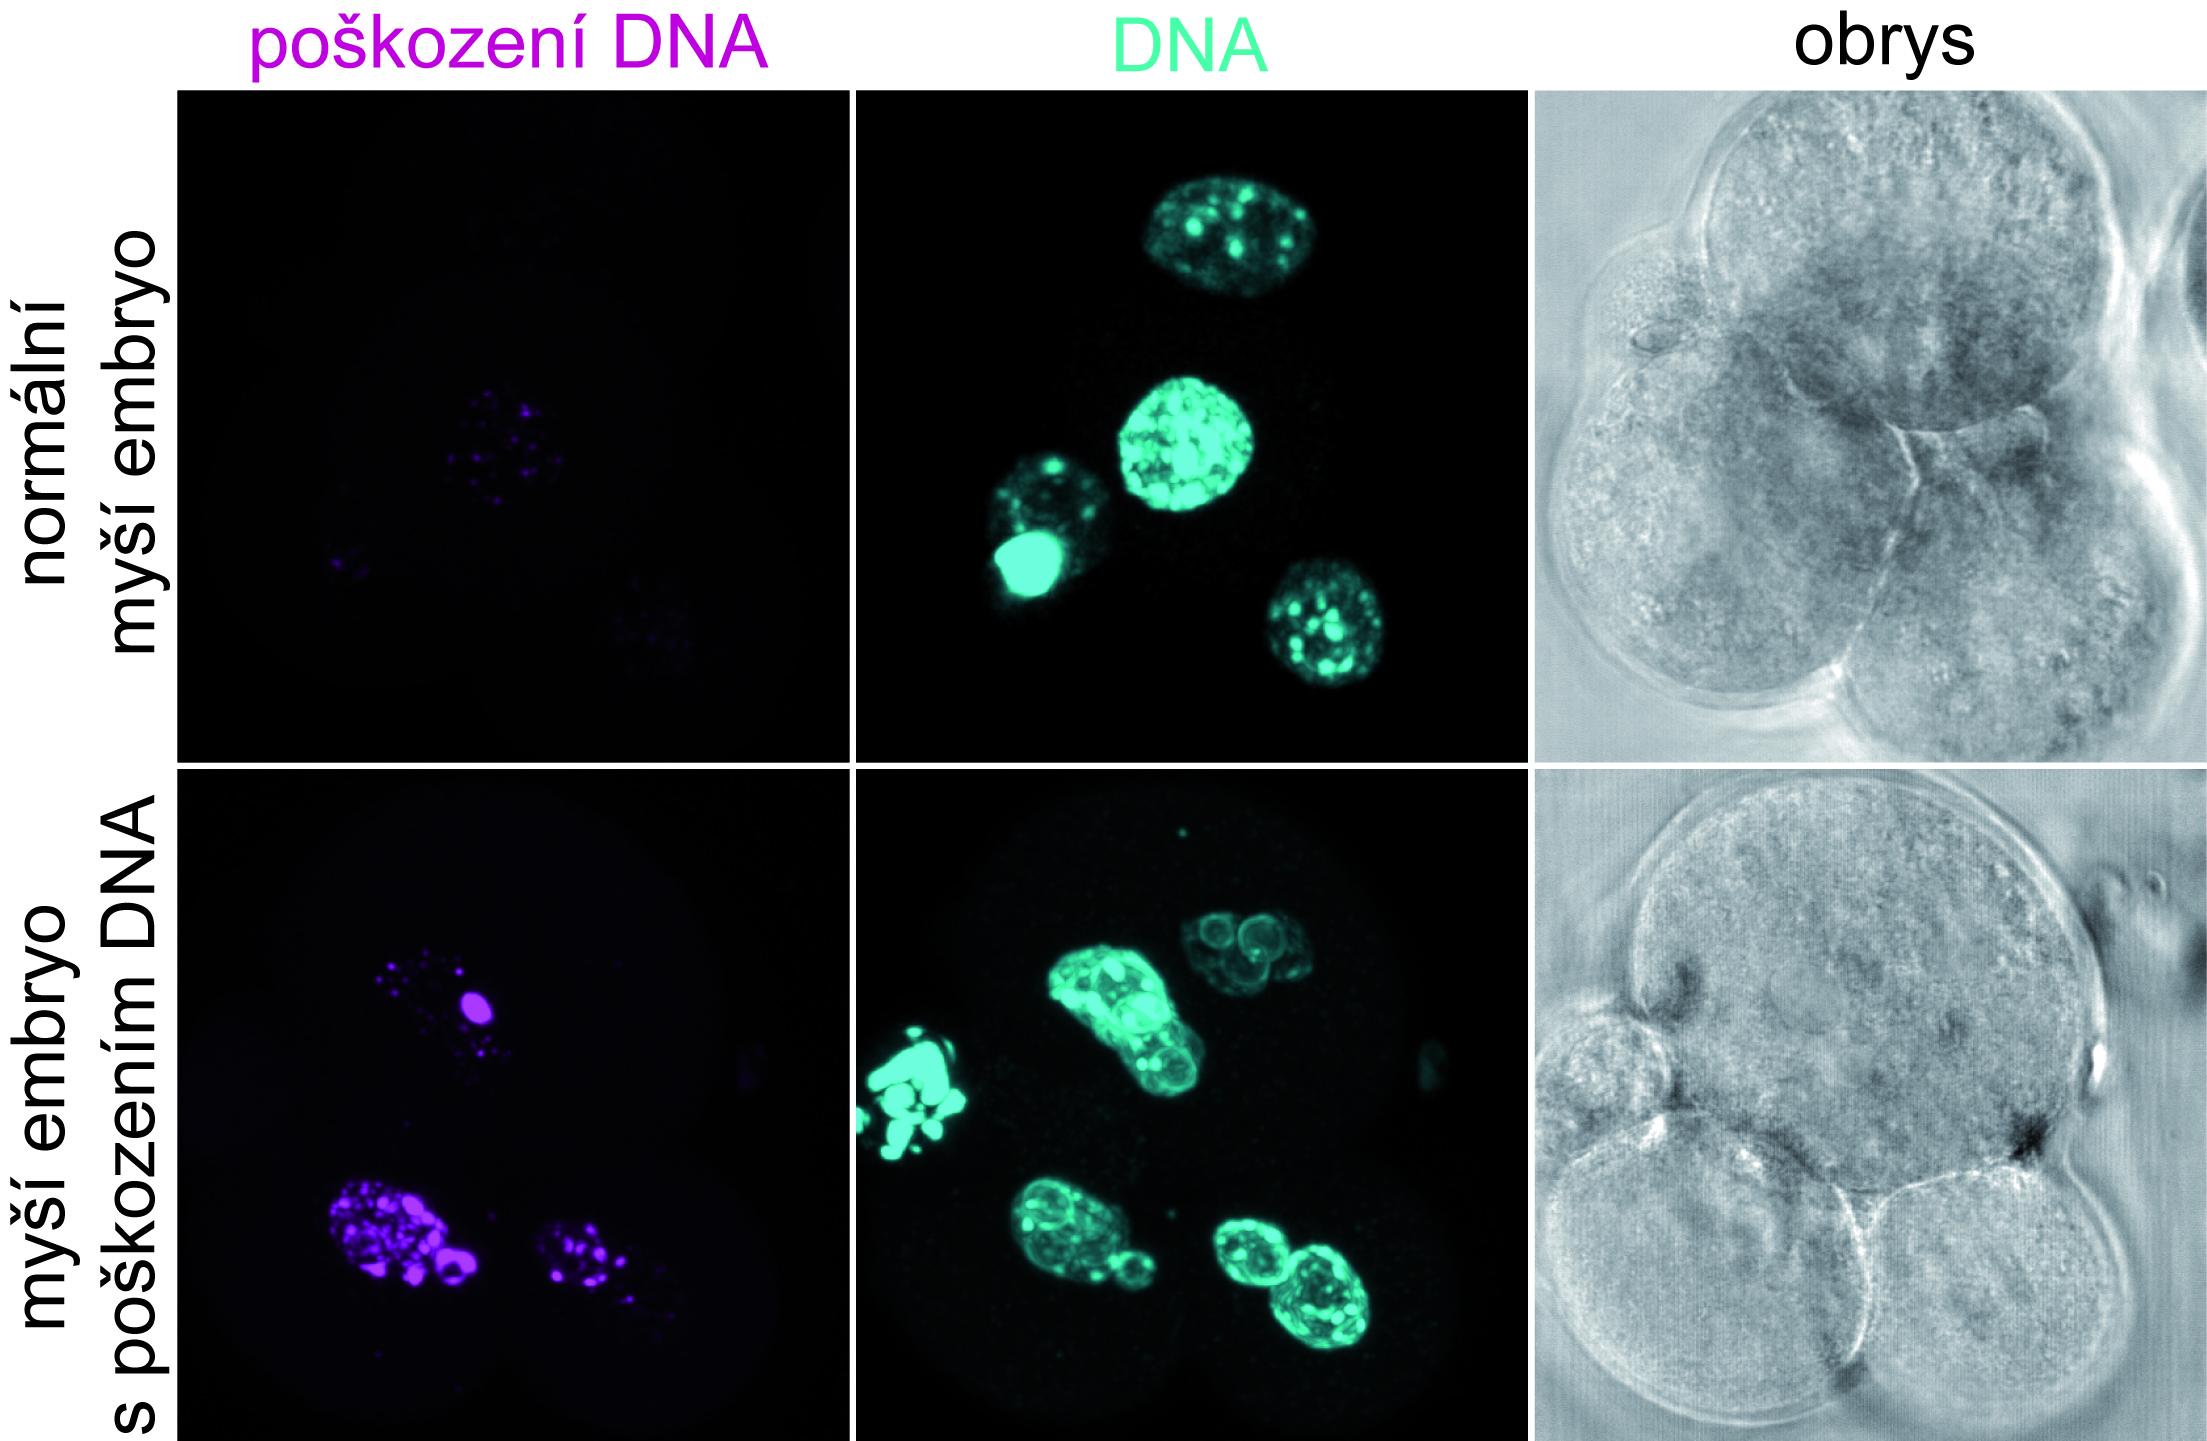 poškození DNA
DNA
obrys
normální
myší embryo
myší embryo
s poškozením DNA